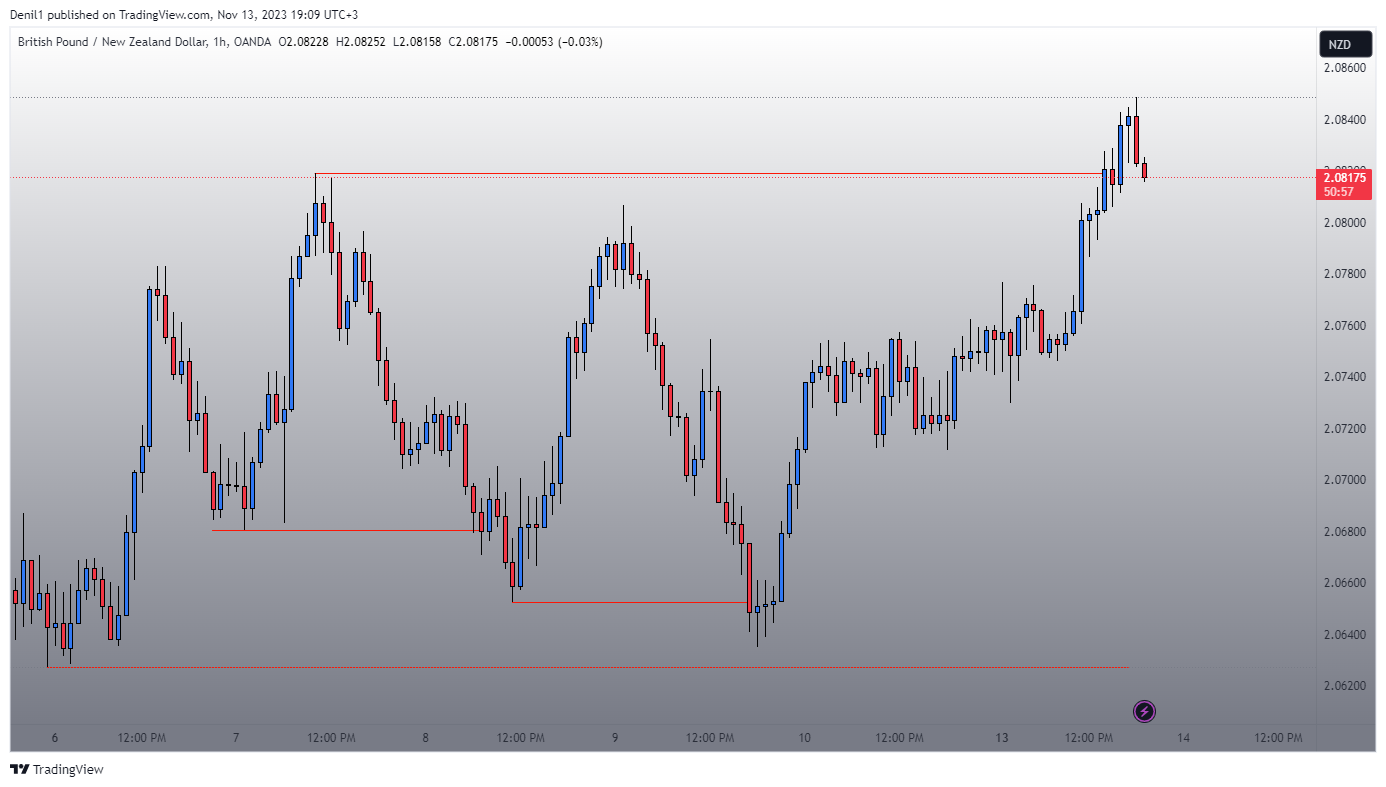 Denil1 published on TradingView.com, Nov 13, 2023 19:09 UTC+3
British Pound / New Zealand Dollar, 1h, OANDA O2.08228 H2.08252 L2.08158 C2.08175 −0.00053 (−0.03%)
NZD
2.08600
2.08400
2.08175
50:57
2.08000
2.07800
2.07600
2.07400
2.07200
2.07000
2.06800
2.06600
2.06400
2.06200
6 12:00 PM 7 12:00 PM 8 12:00 PM 9 12:00 PM 10 12:00 PM 13 12:00 PM 14 12:00 PM
TradingView